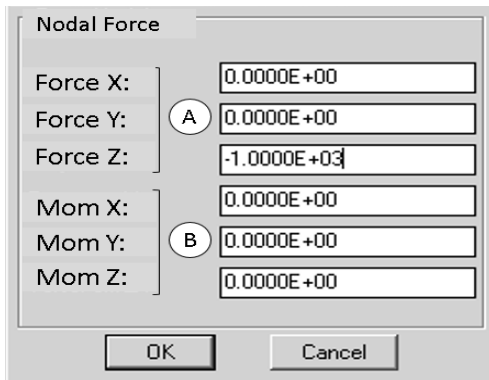 Nodal Force
Force X: 0.0000E+00
Force Y: A 0.0000E+00
Force Z: -1.0000E+03
Mom X: 0.0000E+00
Mom Y: B 0.0000E+00
Mom Z: 0.0000E+00
OK Cancel